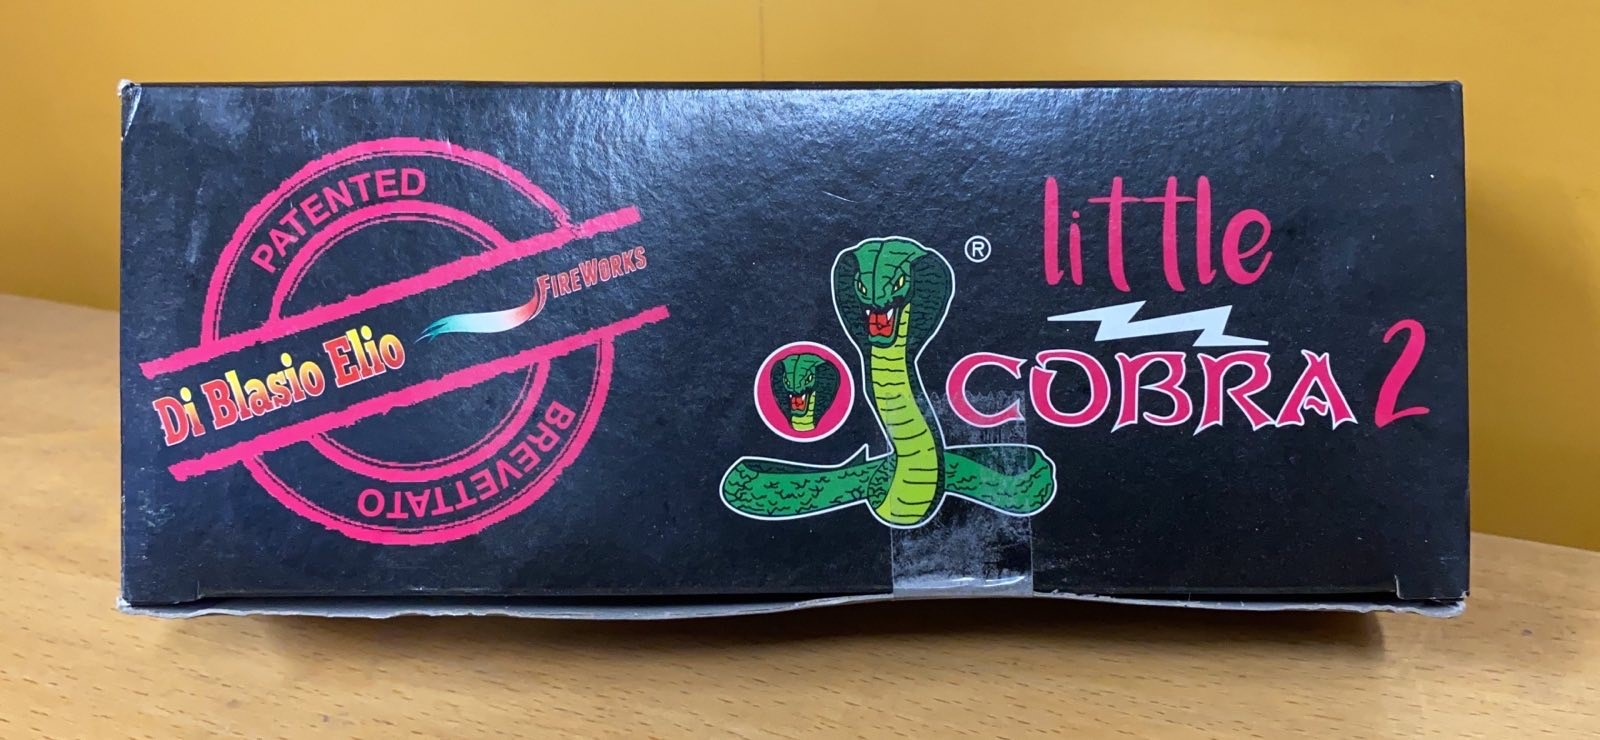 PATENTED
Di Blasio Elio FIREWORKS
BREVETTATO
®
little
COBRA 2